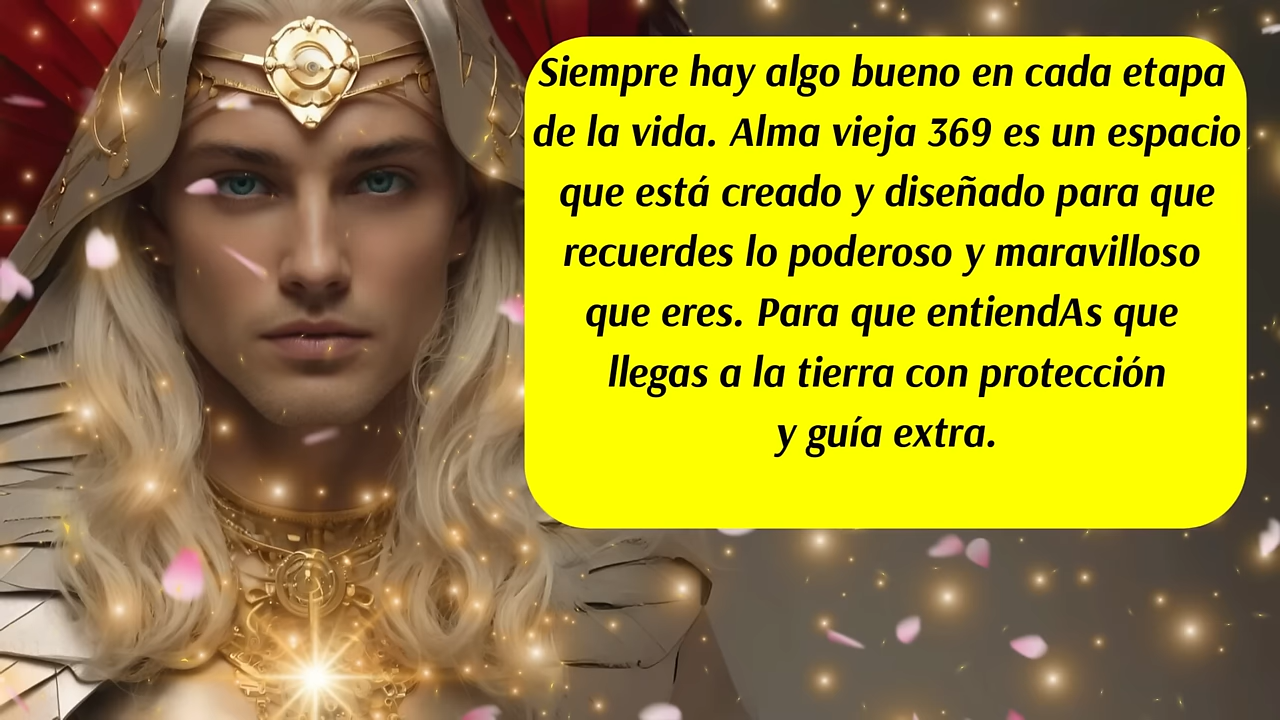 Siempre hay algo bueno en cada etapa
de la vida. Alma vieja 369 es un espacio
que está creado y diseñado para que
recuerdes lo poderoso y maravilloso
que eres. Para que entiendAs que
llegas a la tierra con protección
y guía extra.